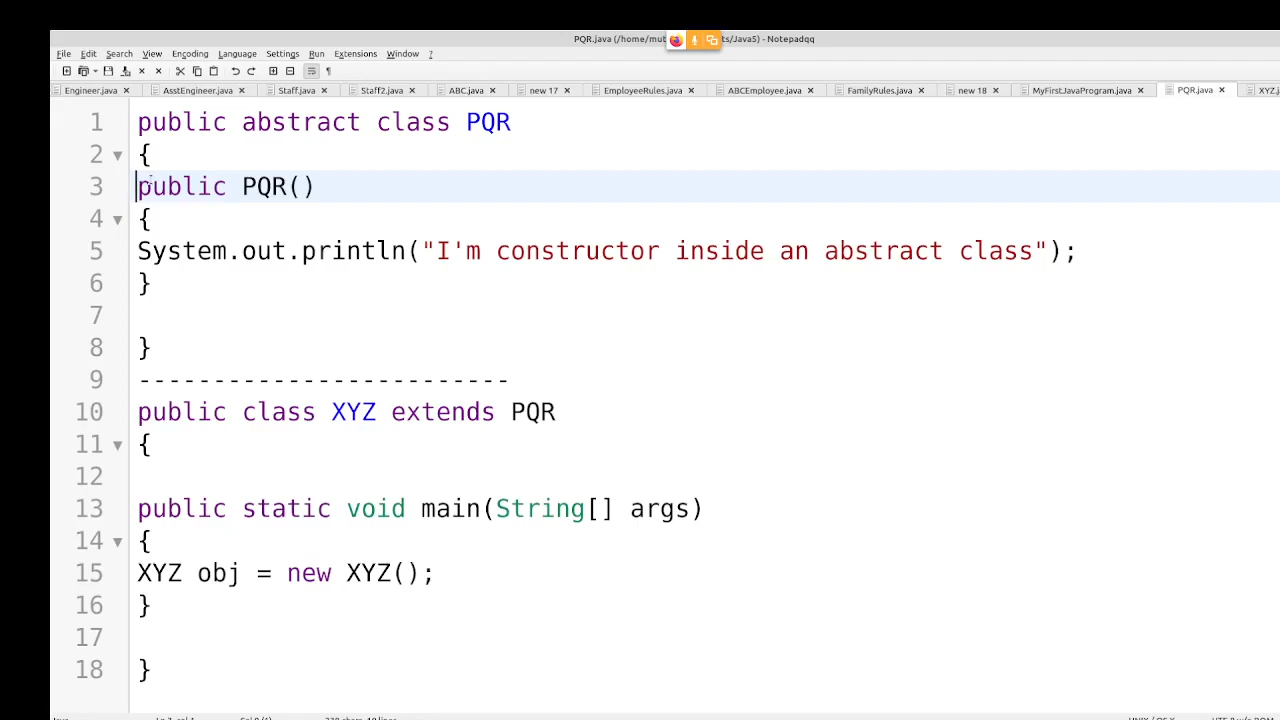 PQR.java (/home/mub ts/Java5) - Notepadqq
File Edit Search View Encoding Language Settings Run Extensions Window ?
Engineer.java AsstEngineer.java Staff.java Staff2.java ABC.java new 17 EmployeeRules.java ABCEmployee.java FamilyRules.java new 18 MyFirstJavaProgram.java PQR.java XYZ.j
1 public abstract class PQR
2 {
3 public PQR()
4 {
5 System.out.println("I'm constructor inside an abstract class");
6 }
7
8 }
9 -------------------------
10 public class XYZ extends PQR
11 {
12
13 public static void main(String[] args)
14 {
15 XYZ obj = new XYZ();
16 }
17
18 }